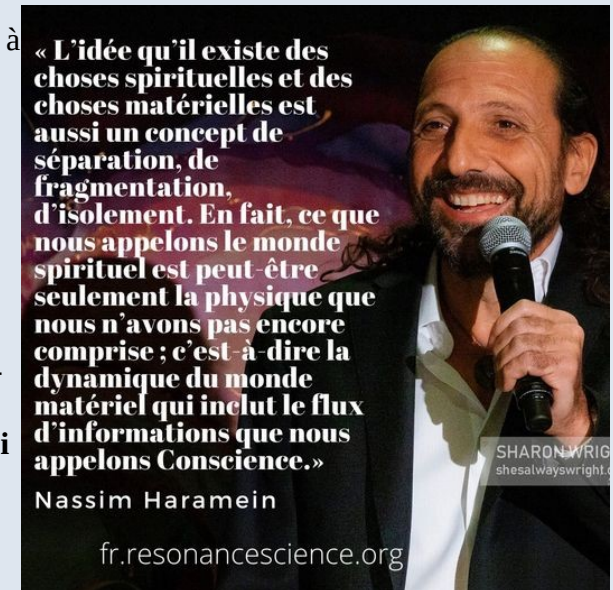 à
« L’idée qu’il existe des
choses spirituelles et des
choses matérielles est
aussi un concept de
séparation, de
fragmentation,
d’isolement. En fait, ce que
nous appelons le monde
spirituel est peut-être
seulement la physique que
nous n’avons pas encore
comprise ; c’est-à-dire la
dynamique du monde
matériel qui inclut le flux
d’informations que nous
appelons Conscience.»
i
SHARON WRIG
shesalwayswright.c
Nassim Haramein
fr.resonancescience.org